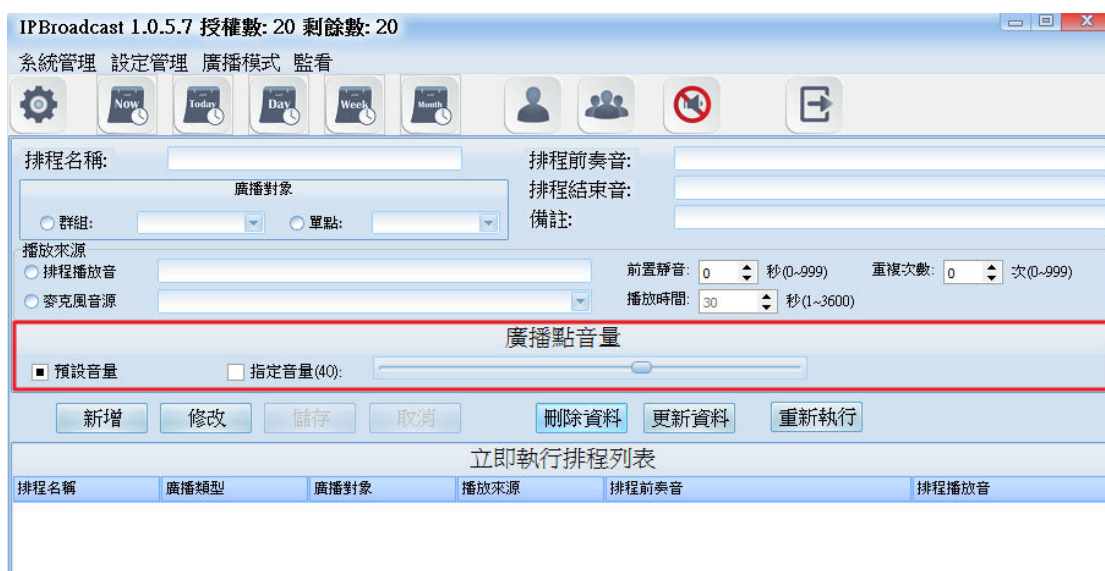 IPBroadcast 1.0.5.7 授權數: 20 剩餘數: 20
系統管理 設定管理 廣播模式 監看
Now Today Day Week Month
排程名稱: 排程前奏音:
廣播對象 排程結束音:
群組: 單點: 備註:
播放來源
排程播放音 前置靜音: 0 秒(0~999) 重複次數: 0 次(0~999)
麥克風音源 播放時間: 30 秒(1~3600)
廣播點音量
預設音量 指定音量(40):
新增 修改 儲存 取消 刪除資料 更新資料 重新執行
立即執行排程列表
排程名稱 廣播類型 廣播對象 播放來源 排程前奏音 排程播放音